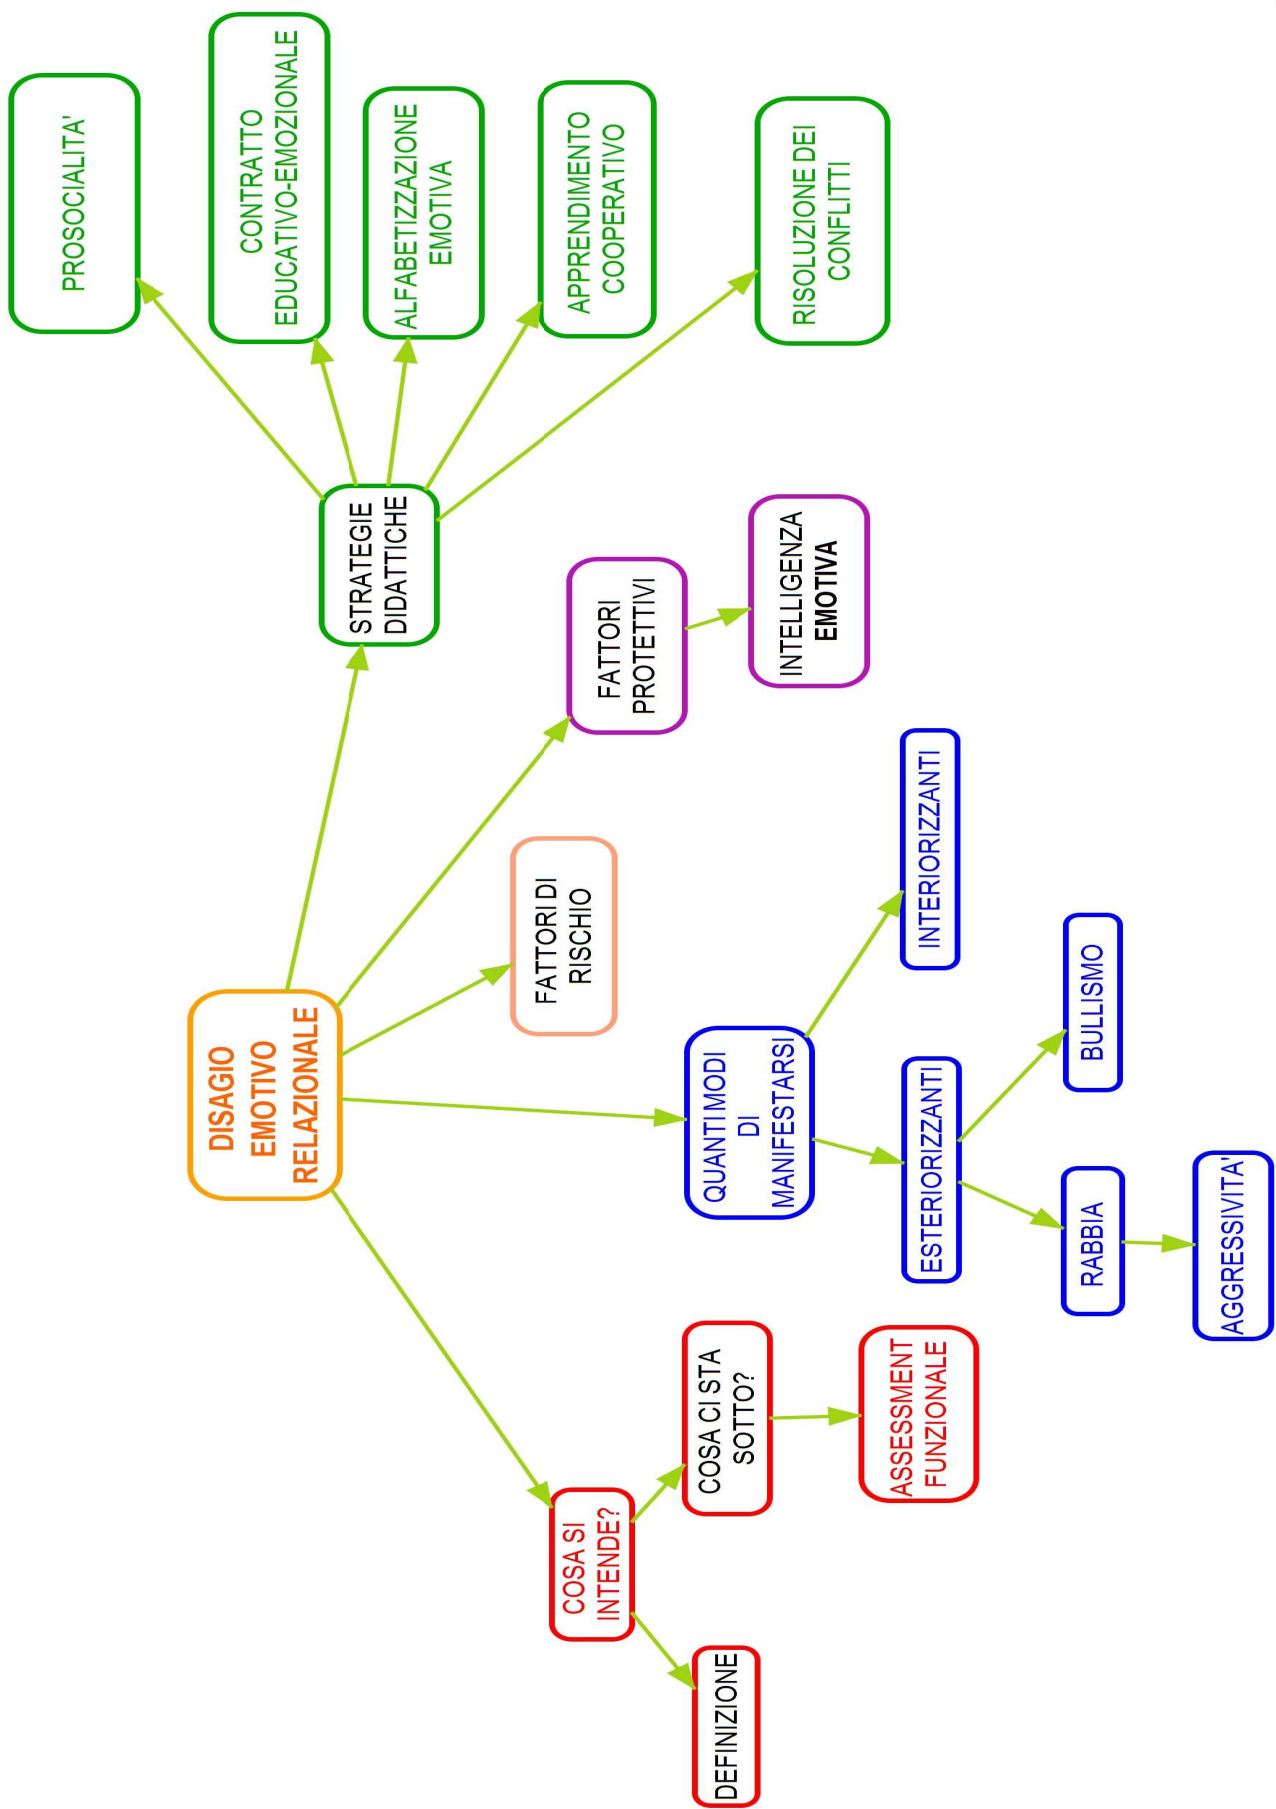 DISAGIO
EMOTIVO
RELAZIONALE
COSA SI
INTENDE?
DEFINIZIONE
COSA CI STA
SOTTO?
ASSESSMENT
FUNZIONALE
QUANTI MODI
DI
MANIFESTARSI
ESTERIORIZZANTI
RABBIA
AGGRESSIVITA'
BULLISMO
INTERIORIZZANTI
FATTORI DI
RISCHIO
FATTORI
PROTETTIVI
INTELLIGENZA
EMOTIVA
STRATEGIE
DIDATTICHE
PROSOCIALITA'
CONTRATTO
EDUCATIVO-EMOZIONALE
ALFABETIZZAZIONE
EMOTIVA
APPRENDIMENTO
COOPERATIVO
RISOLUZIONE DEI
CONFLITTI